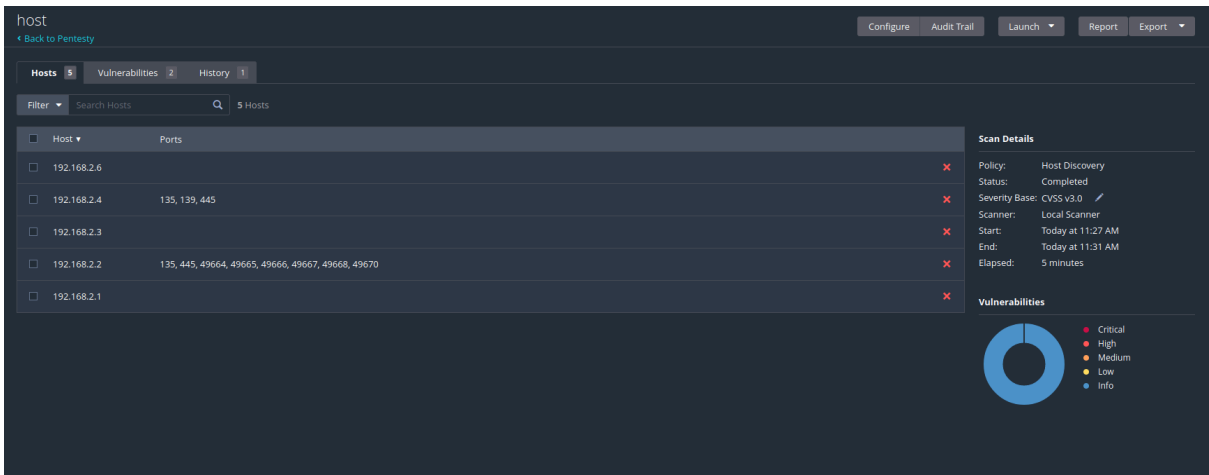 host
Back to Pentesty
Configure Audit Trail Launch Report Export
Hosts 5 Vulnerabilities 2 History 1
Filter Search Hosts 5 Hosts
Host Ports
192.168.2.6
192.168.2.4 135, 139, 445
192.168.2.3
192.168.2.2 135, 445, 49664, 49665, 49666, 49667, 49668, 49670
192.168.2.1
Scan Details
Policy: Host Discovery
Status: Completed
Severity Base: CVSS v3.0
Scanner: Local Scanner
Start: Today at 11:27 AM
End: Today at 11:31 AM
Elapsed: 5 minutes
Vulnerabilities
Critical
High
Medium
Low
Info